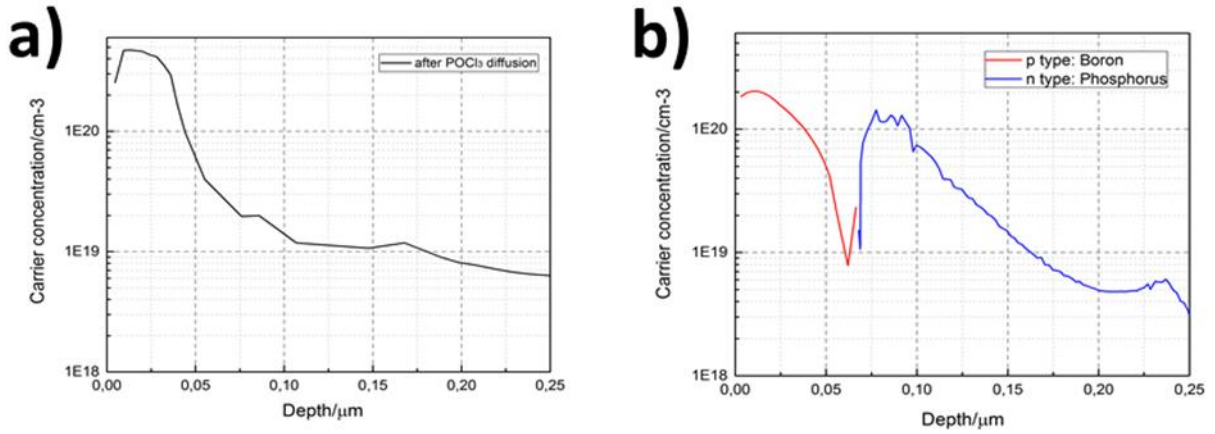 a)
after POCl₃ diffusion
Carrier concentration/cm-3
1E20
1E19
1E18
0,00 0,05 0,10 0,15 0,20 0,25
Depth/μm
b)
p type: Boron
n type: Phosphorus
Carrier concentration/cm-3
1E20
1E19
1E18
0,00 0,05 0,10 0,15 0,20 0,25
Depth/μm